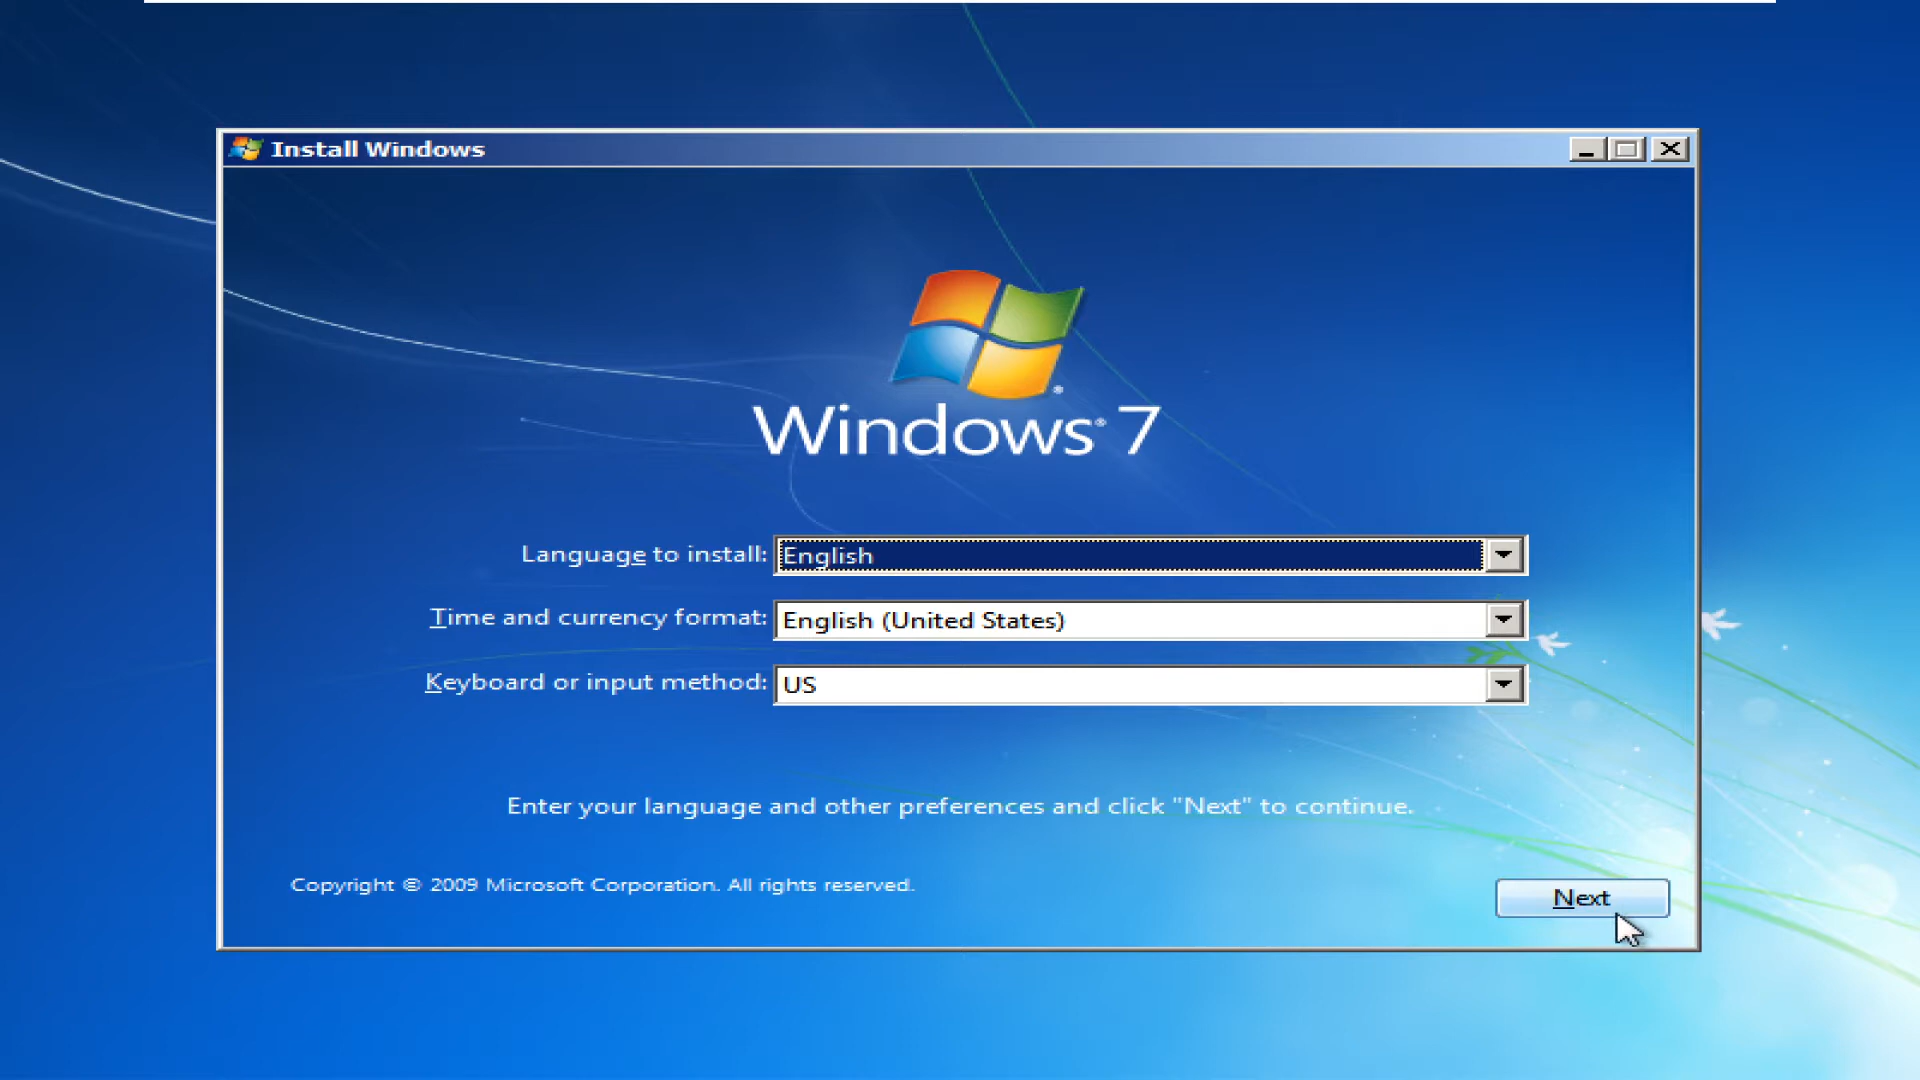 Install Windows
Windows® 7
Language to install: English
Time and currency format: English (United States)
Keyboard or input method: US
Enter your language and other preferences and click "Next" to continue.
Copyright © 2009 Microsoft Corporation. All rights reserved.
Next